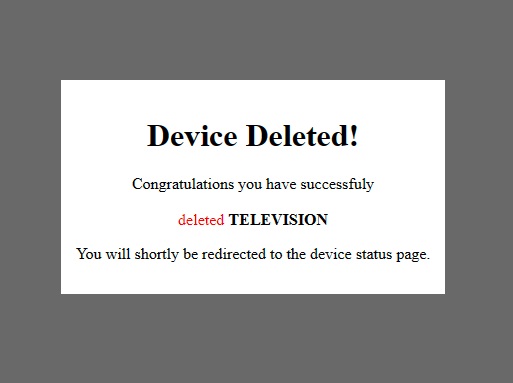 Device Deleted!
Congratulations you have successfuly
deleted TELEVISION
You will shortly be redirected to the device status page.